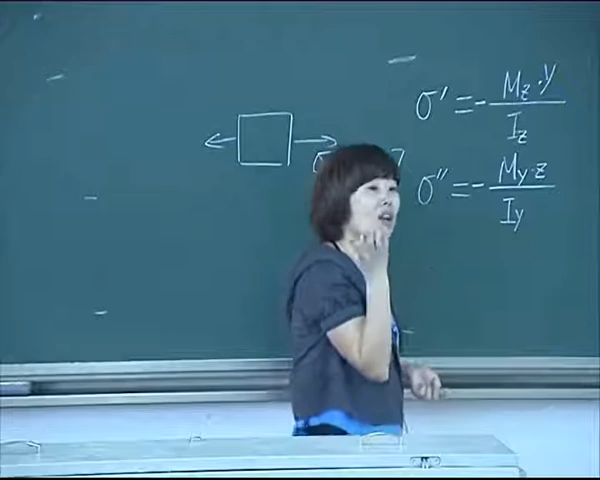 σ' = - Mz·y / Iz
σ'' = - My·z / Iy
σ